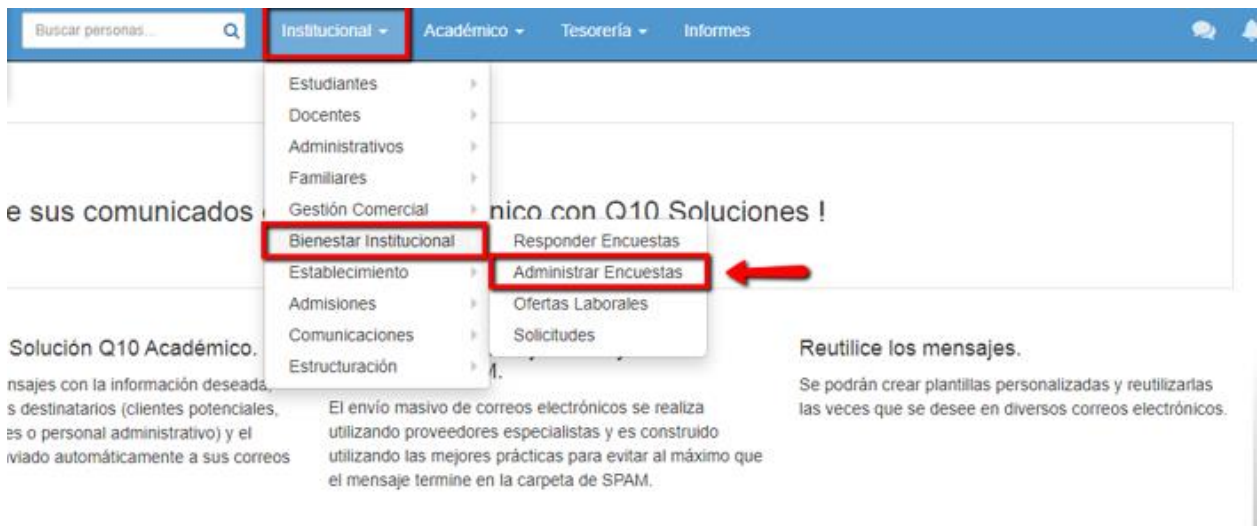 Buscar personas...
Institucional
Académico
Tesorería
Informes
Estudiantes
Docentes
Administrativos
Familiares
Gestión Comercial
Bienestar Institucional
Establecimiento
Admisiones
Comunicaciones
Estructuración
Responder Encuestas
Administrar Encuestas
Ofertas Laborales
Solicitudes
e sus comunicados
nico con Q10 Soluciones !
Solución Q10 Académico.
nsajes con la información deseada,
s destinatarios (clientes potenciales,
es o personal administrativo) y el
viado automáticamente a sus correos
El envío masivo de correos electrónicos se realiza
utilizando proveedores especialistas y es construido
utilizando las mejores prácticas para evitar al máximo que
el mensaje termine en la carpeta de SPAM.
Reutilice los mensajes.
Se podrán crear plantillas personalizadas y reutilizarlas
las veces que se desee en diversos correos electrónicos.